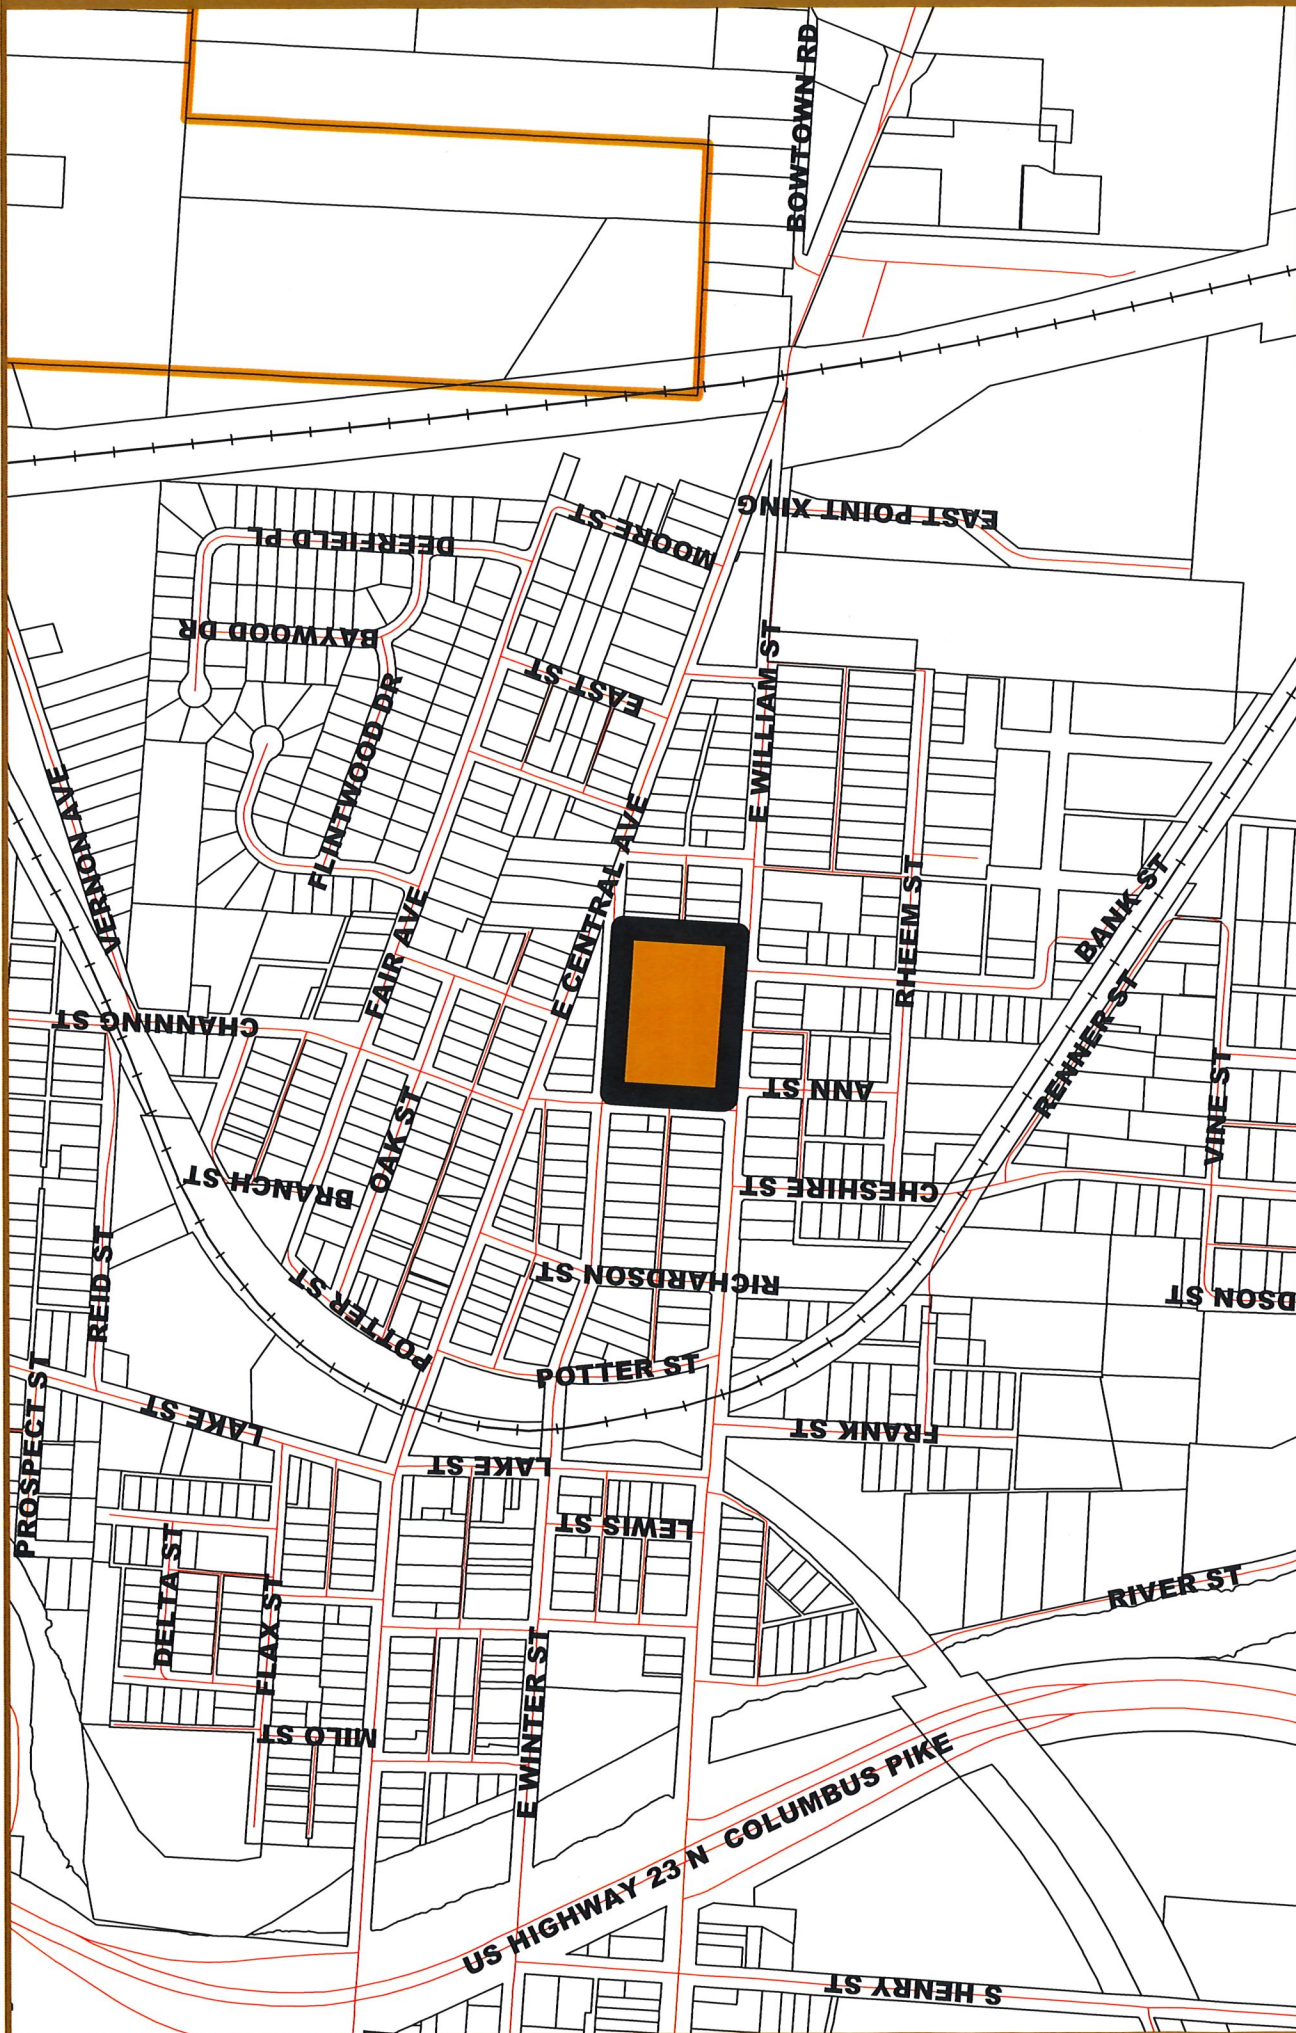 BOWTOWN RD
EAST POINT XING
MOORE ST
DEERFIELD PL
BAYWOOD DR
EAST ST
E WILLIAM ST
FLINTWOOD DR
VERNON AVE
E CENTRAL AVE
FAIR AVE
RHEEM ST
BANK ST
CHANNING ST
RENNER ST
ANN ST
OAK ST
VINE ST
BRANCH ST
CHESHIRE ST
REID ST
RICHARDSON ST
DSON ST
POTTER ST
POTTER ST
PROSPECT ST
LAKE ST
FRANK ST
LAKE ST
LEWIS ST
DELTA ST
FLAX ST
RIVER ST
E WINTER ST
MILO ST
US HIGHWAY 23 N COLUMBUS PIKE
S HENRY ST